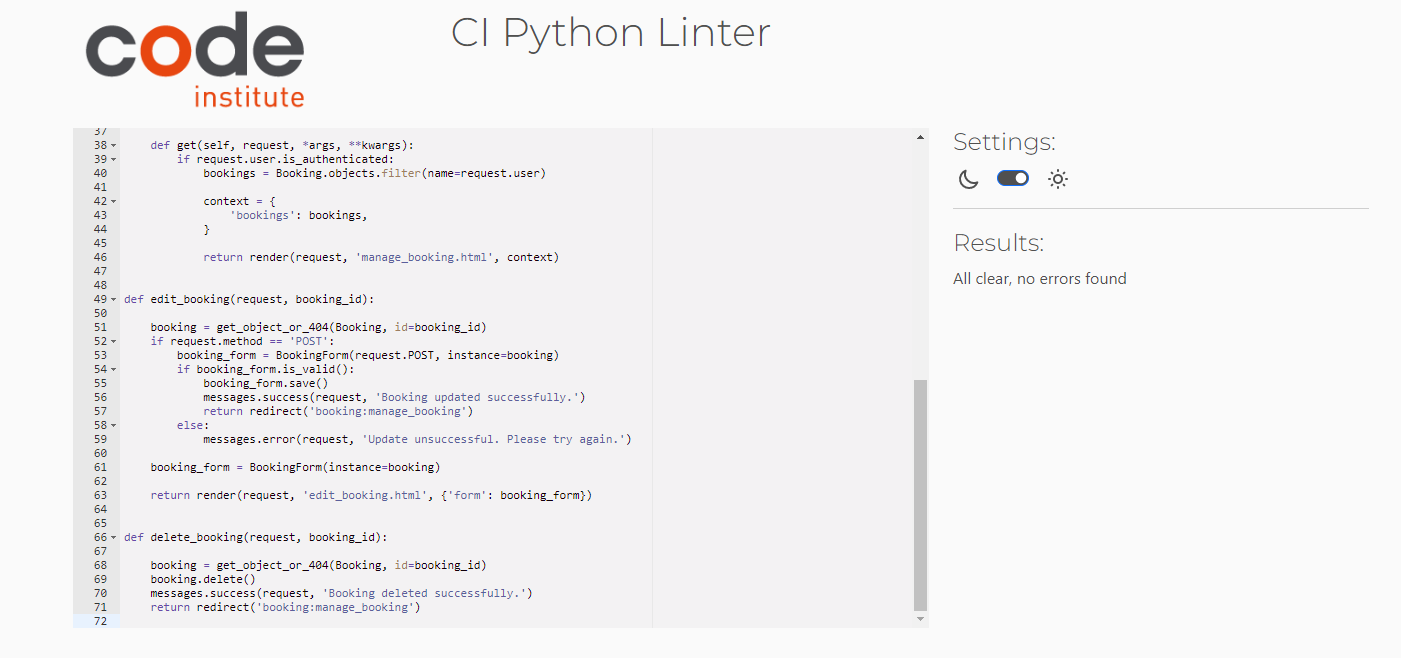 code
institute
CI Python Linter
37
38 def get(self, request, *args, **kwargs):
39 if request.user.is_authenticated:
40 bookings = Booking.objects.filter(name=request.user)
41
42 context = {
43 'bookings': bookings,
44 }
45
46 return render(request, 'manage_booking.html', context)
47
48
49 def edit_booking(request, booking_id):
50
51 booking = get_object_or_404(Booking, id=booking_id)
52 if request.method == 'POST':
53 booking_form = BookingForm(request.POST, instance=booking)
54 if booking_form.is_valid():
55 booking_form.save()
56 messages.success(request, 'Booking updated successfully.')
57 return redirect('booking:manage_booking')
58 else:
59 messages.error(request, 'Update unsuccessful. Please try again.')
60
61 booking_form = BookingForm(instance=booking)
62
63 return render(request, 'edit_booking.html', {'form': booking_form})
64
65
66 def delete_booking(request, booking_id):
67
68 booking = get_object_or_404(Booking, id=booking_id)
69 booking.delete()
70 messages.success(request, 'Booking deleted successfully.')
71 return redirect('booking:manage_booking')
72
Settings:
Results:
All clear, no errors found